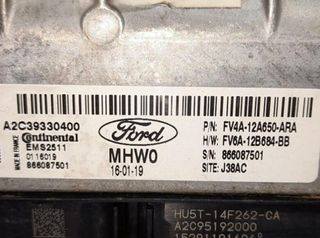 A2C39330400
Continental
EMS2511
0116019
866087501
MADE IN FRANCE
Ford
MHW0
16-01-19
P/N: FV4A-12A650-ARA
H/W: FV6A-12B684-BB
S/N: 866087501
SITE: J38AC
HU5T-14F262-CA
A2C95192000